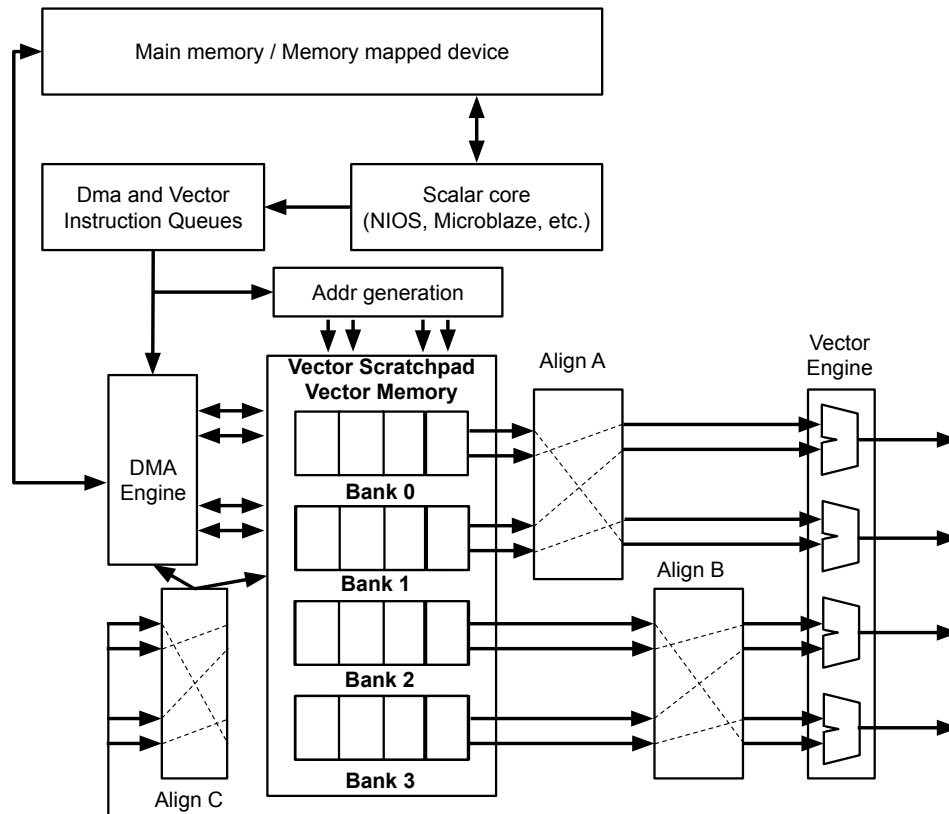 Main memory / Memory mapped device
Dma and Vector
Instruction Queues
Scalar core
(NIOS, Microblaze, etc.)
Addr generation
Vector Scratchpad
Vector Memory
Align A
Vector
Engine
DMA
Engine
Bank 0
Bank 1
Align B
Bank 2
Bank 3
Align C